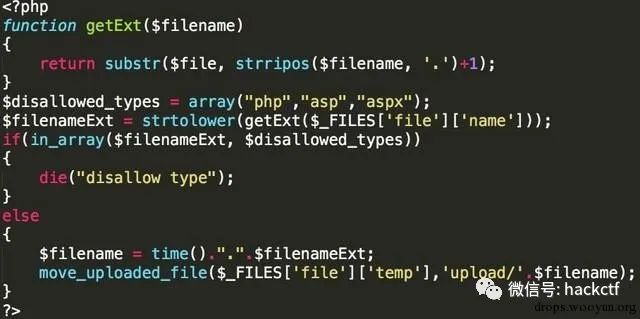 <?php
function getExt($filename)
{
    return substr($file, strripos($filename, '.')+1);
}
$disallowed_types = array("php","asp","aspx");
$filenameExt = strtolower(getExt($_FILES['file']['name']));
if(in_array($filenameExt, $disallowed_types))
{
    die("disallow type");
}
else
{
    $filename = time().".".$filenameExt;
    move_uploaded_file($_FILES['file']['temp'],'upload/'.$filename);
}
?>
微信号: hackctf
drops.wooyun.org